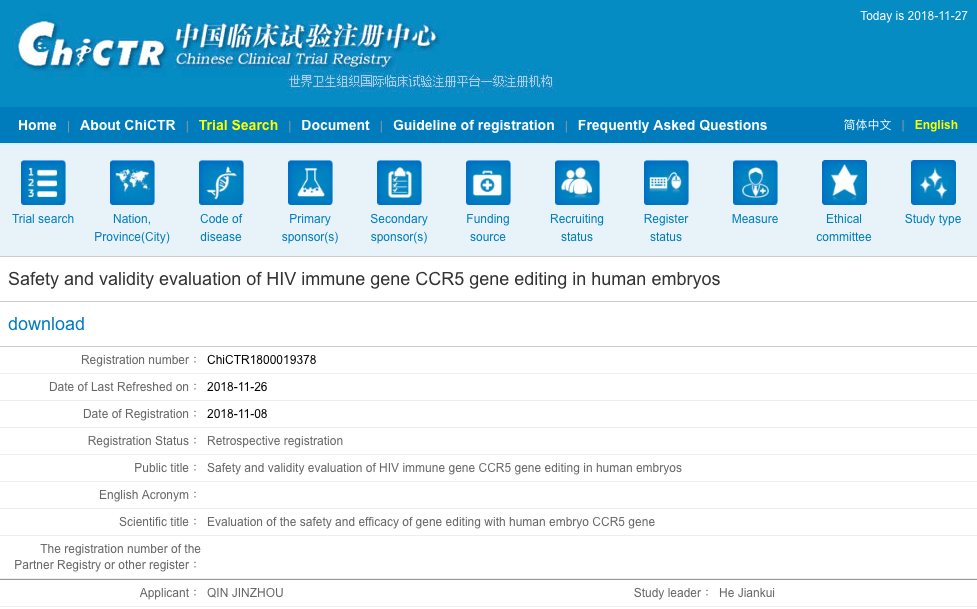 Today is 2018-11-27
ChiCTR 中国临床试验注册中心
Chinese Clinical Trial Registry
世界卫生组织国际临床试验注册平台一级注册机构
Home | About ChiCTR | Trial Search | Document | Guideline of registration | Frequently Asked Questions 简体中文 | English
1
2
3
Trial search
Nation,
Province(City)
Code of
disease
Primary
sponsor(s)
Secondary
sponsor(s)
Funding
source
Recruiting
status
Register
status
Measure
Ethical
committee
Study type
Safety and validity evaluation of HIV immune gene CCR5 gene editing in human embryos
download
Registration number： ChiCTR1800019378
Date of Last Refreshed on： 2018-11-26
Date of Registration： 2018-11-08
Registration Status： Retrospective registration
Public title： Safety and validity evaluation of HIV immune gene CCR5 gene editing in human embryos
English Acronym：
Scientific title： Evaluation of the safety and efficacy of gene editing with human embryo CCR5 gene
The registration number of the
Partner Registry or other register：
Applicant： QIN JINZHOU Study leader： He Jiankui